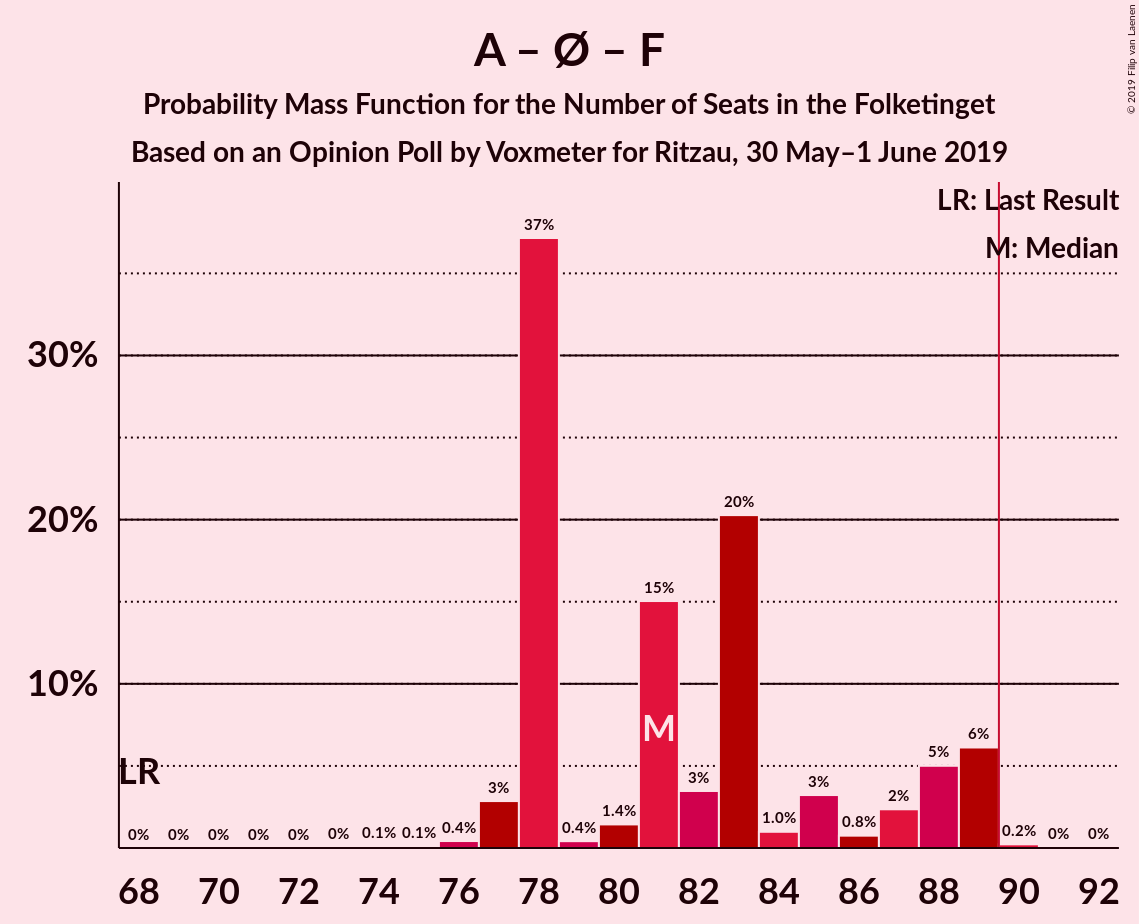 A – Ø – F
Probability Mass Function for the Number of Seats in the Folketinget
Based on an Opinion Poll by Voxmeter for Ritzau, 30 May–1 June 2019
© 2019 Filip van Laenen
LR: Last Result
M: Median
30%
20%
10%
LR
M
0% 0% 0% 0% 0% 0% 0.1% 0.1% 0.4% 3% 37% 0.4% 1.4% 15% 3% 20% 1.0% 3% 0.8% 2% 5% 6% 0.2% 0% 0%
68 70 72 74 76 78 80 82 84 86 88 90 92